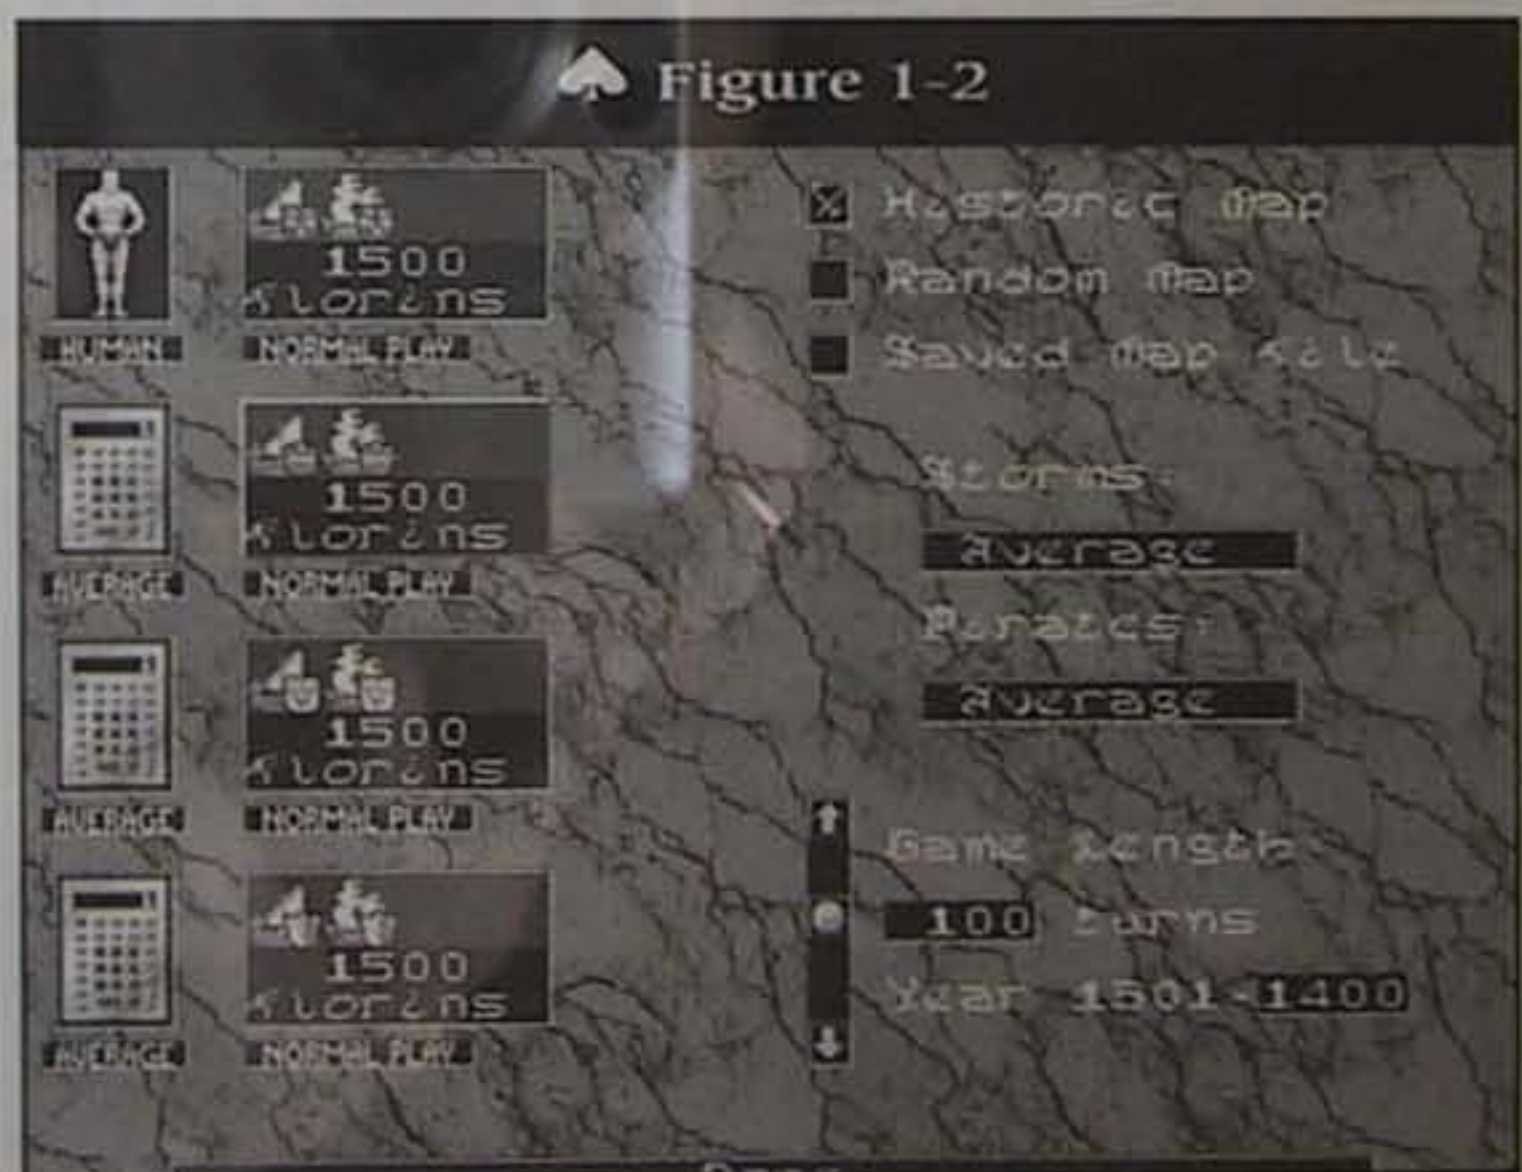 Figure 1-2
1500
Florins
HUMAN
NORMAL PLAY
1500
Florins
AVERAGE
NORMAL PLAY
1500
Florins
AVERAGE
NORMAL PLAY
1500
Florins
AVERAGE
NORMAL PLAY
Historic Map
Random Map
Saved Map File
Storms:
Average
Pirates:
Average
Game Length:
100 turns
Year 1501-1400